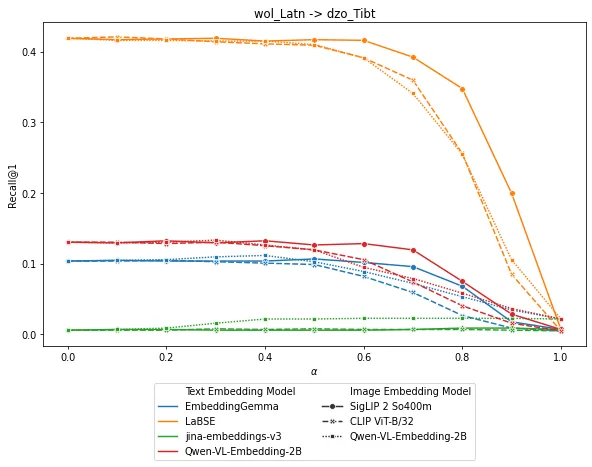 wol_Latn -> dzo_Tibt
Recall@1
0.4
0.3
0.2
0.1
0.0
0.0 0.2 0.4 0.6 0.8 1.0
α
Text Embedding Model
EmbeddingGemma
LaBSE
jina-embeddings-v3
Qwen-VL-Embedding-2B
Image Embedding Model
SigLIP 2 So400m
CLIP ViT-B/32
Qwen-VL-Embedding-2B